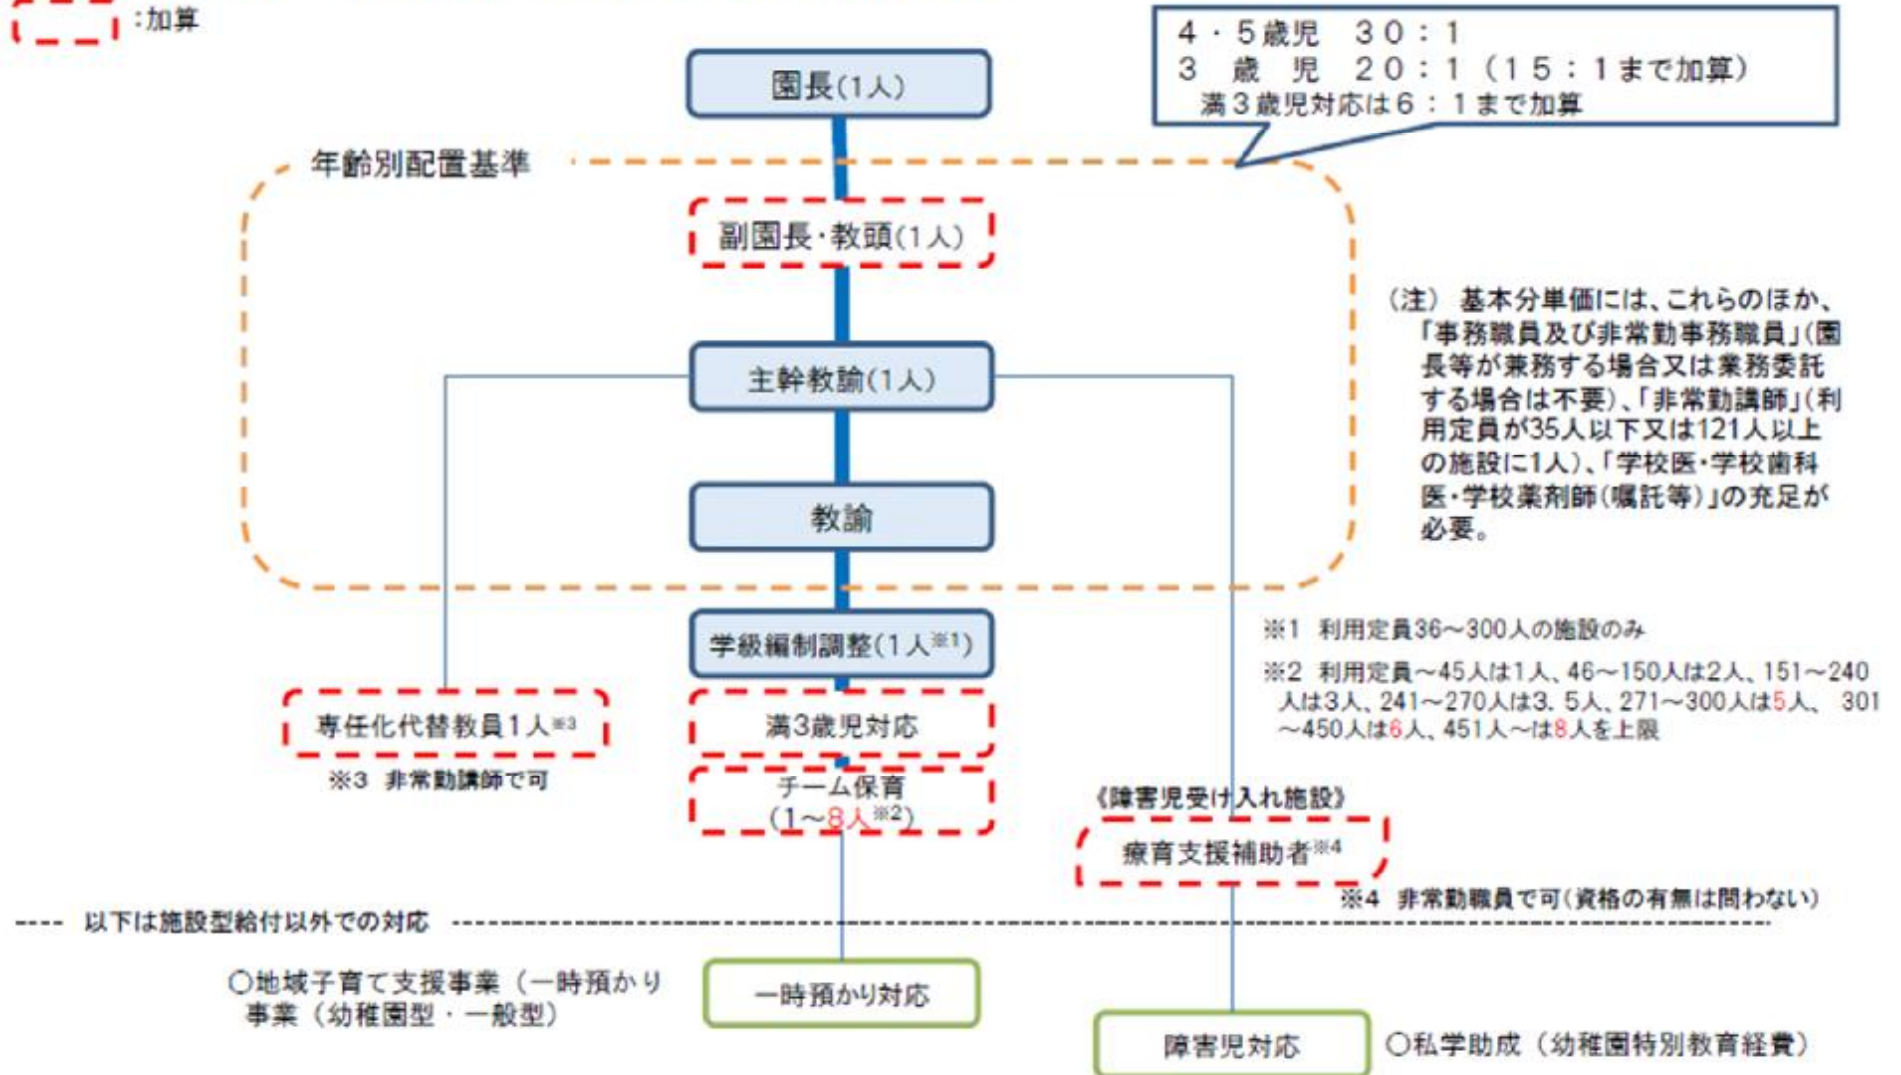 ：加算
４・５歳児　３０：１
３　歳　児　２０：１（１５：１まで加算）
満３歳児対応は６：１まで加算
園長(1人)
年齢別配置基準
副園長・教頭(1人)
主幹教諭(1人)
教諭
（注）　基本分単価には、これらのほか、
「事務職員及び非常勤事務職員」(園
長等が兼務する場合又は業務委託
する場合は不要)、「非常勤講師」(利
用定員が35人以下又は121人以上
の施設に1人)、「学校医・学校歯科
医・学校薬剤師(嘱託等)」の充足が
必要。
学級編制調整(1人※1)
※1　利用定員36～300人の施設のみ
※2　利用定員～45人は1人、46～150人は2人、151～240
人は3人、241～270人は3. 5人、271～300人は5人、 301
～450人は6人、451人～は8人を上限
専任化代替教員1人※3
※3　非常勤講師で可
満3歳児対応
チーム保育
(1～8人※2)
《障害児受け入れ施設》
療育支援補助者※4
※4　非常勤職員で可(資格の有無は問わない)
以下は施設型給付以外での対応
○地域子育て支援事業（一時預かり
事業（幼稚園型・一般型）
一時預かり対応
障害児対応
○私学助成（幼稚園特別教育経費）